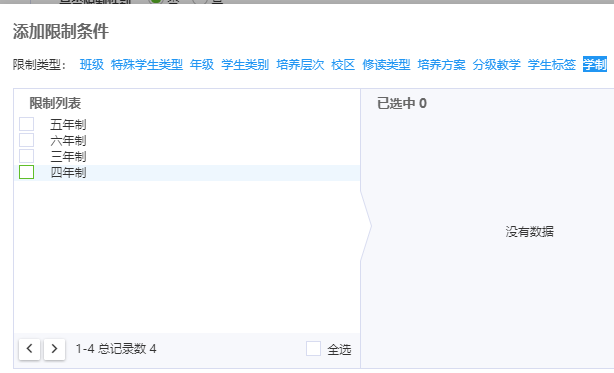 添加限制条件
限制类型： 班级 特殊学生类型 年级 学生类别 培养层次 校区 修读类型 培养方案 分级教学 学生标签 学制
限制列表
已选中 0
五年制
六年制
三年制
四年制
没有数据
1-4 总记录数 4
全选